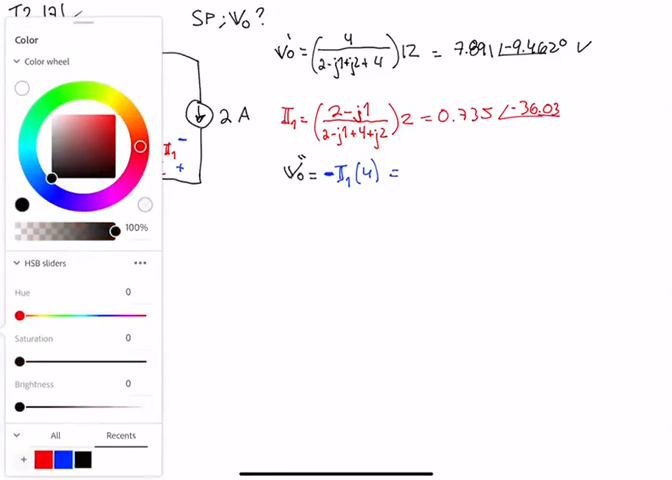 SP; V₀?
Color
Color wheel
V₀' = (4 / (2-j1+j2+4)) 12 = 7.891∠-9.462° V
2 A
I₁ -
+
I₁ = ((2-j1) / (2-j1+4+j2)) 2 = 0.735∠-36.03
V₀'' = -I₁(4) =
100%
HSB sliders
Hue 0
Saturation 0
Brightness 0
All Recents